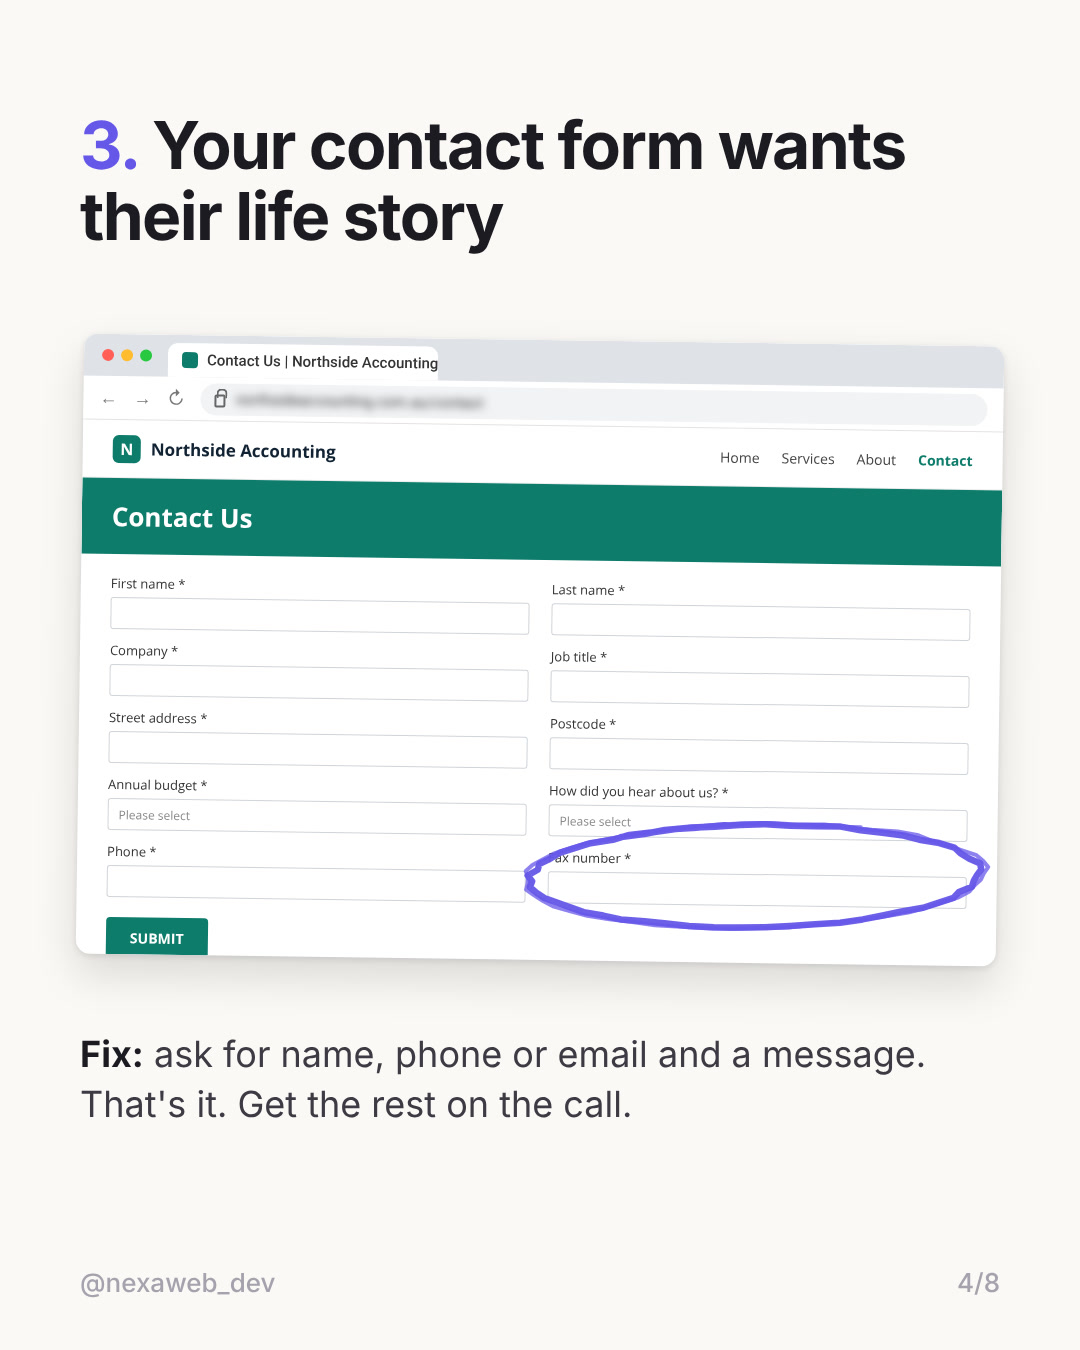 3. Your contact form wants
their life story
Contact Us | Northside Accounting
N Northside Accounting
Home Services About Contact
Contact Us
First name *
Last name *
Company *
Job title *
Street address *
Postcode *
Annual budget *
Please select
How did you hear about us? *
Please select
Phone *
Fax number *
SUBMIT
Fix: ask for name, phone or email and a message.
That's it. Get the rest on the call.
@nexaweb_dev
4/8